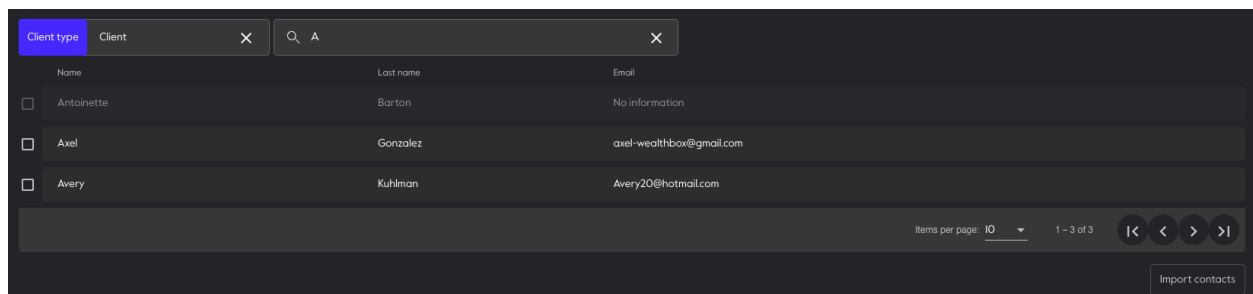 Client type Client A
Name Last name Email
Antoinette Barton No information
Axel Gonzalez axel-wealthbox@gmail.com
Avery Kuhlman Avery20@hotmail.com
Items per page: 10 1 – 3 of 3
Import contacts